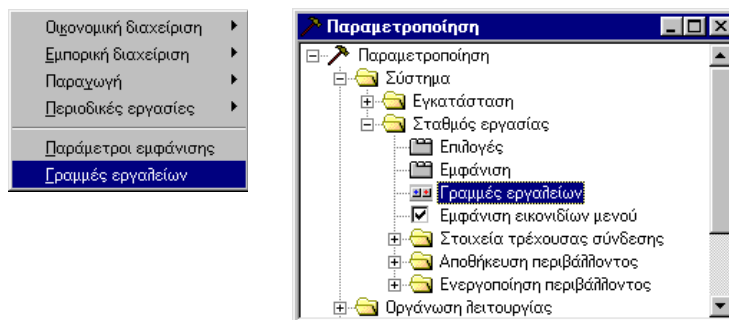 Οικονομική διαχείριση
Εμπορική διαχείριση
Παραγωγή
Περιοδικές εργασίες
Παράμετροι εμφάνισης
Γραμμές εργαλείων
Παραμετροποίηση
Παραμετροποίηση
Σύστημα
Εγκατάσταση
Σταθμός εργασίας
Επιλογές
Εμφάνιση
Γραμμές εργαλείων
Εμφάνιση εικονιδίων μενού
Στοιχεία τρέχουσας σύνδεσης
Αποθήκευση περιβάλλοντος
Ενεργοποίηση περιβάλλοντος
Οργάνωση λειτουργίας